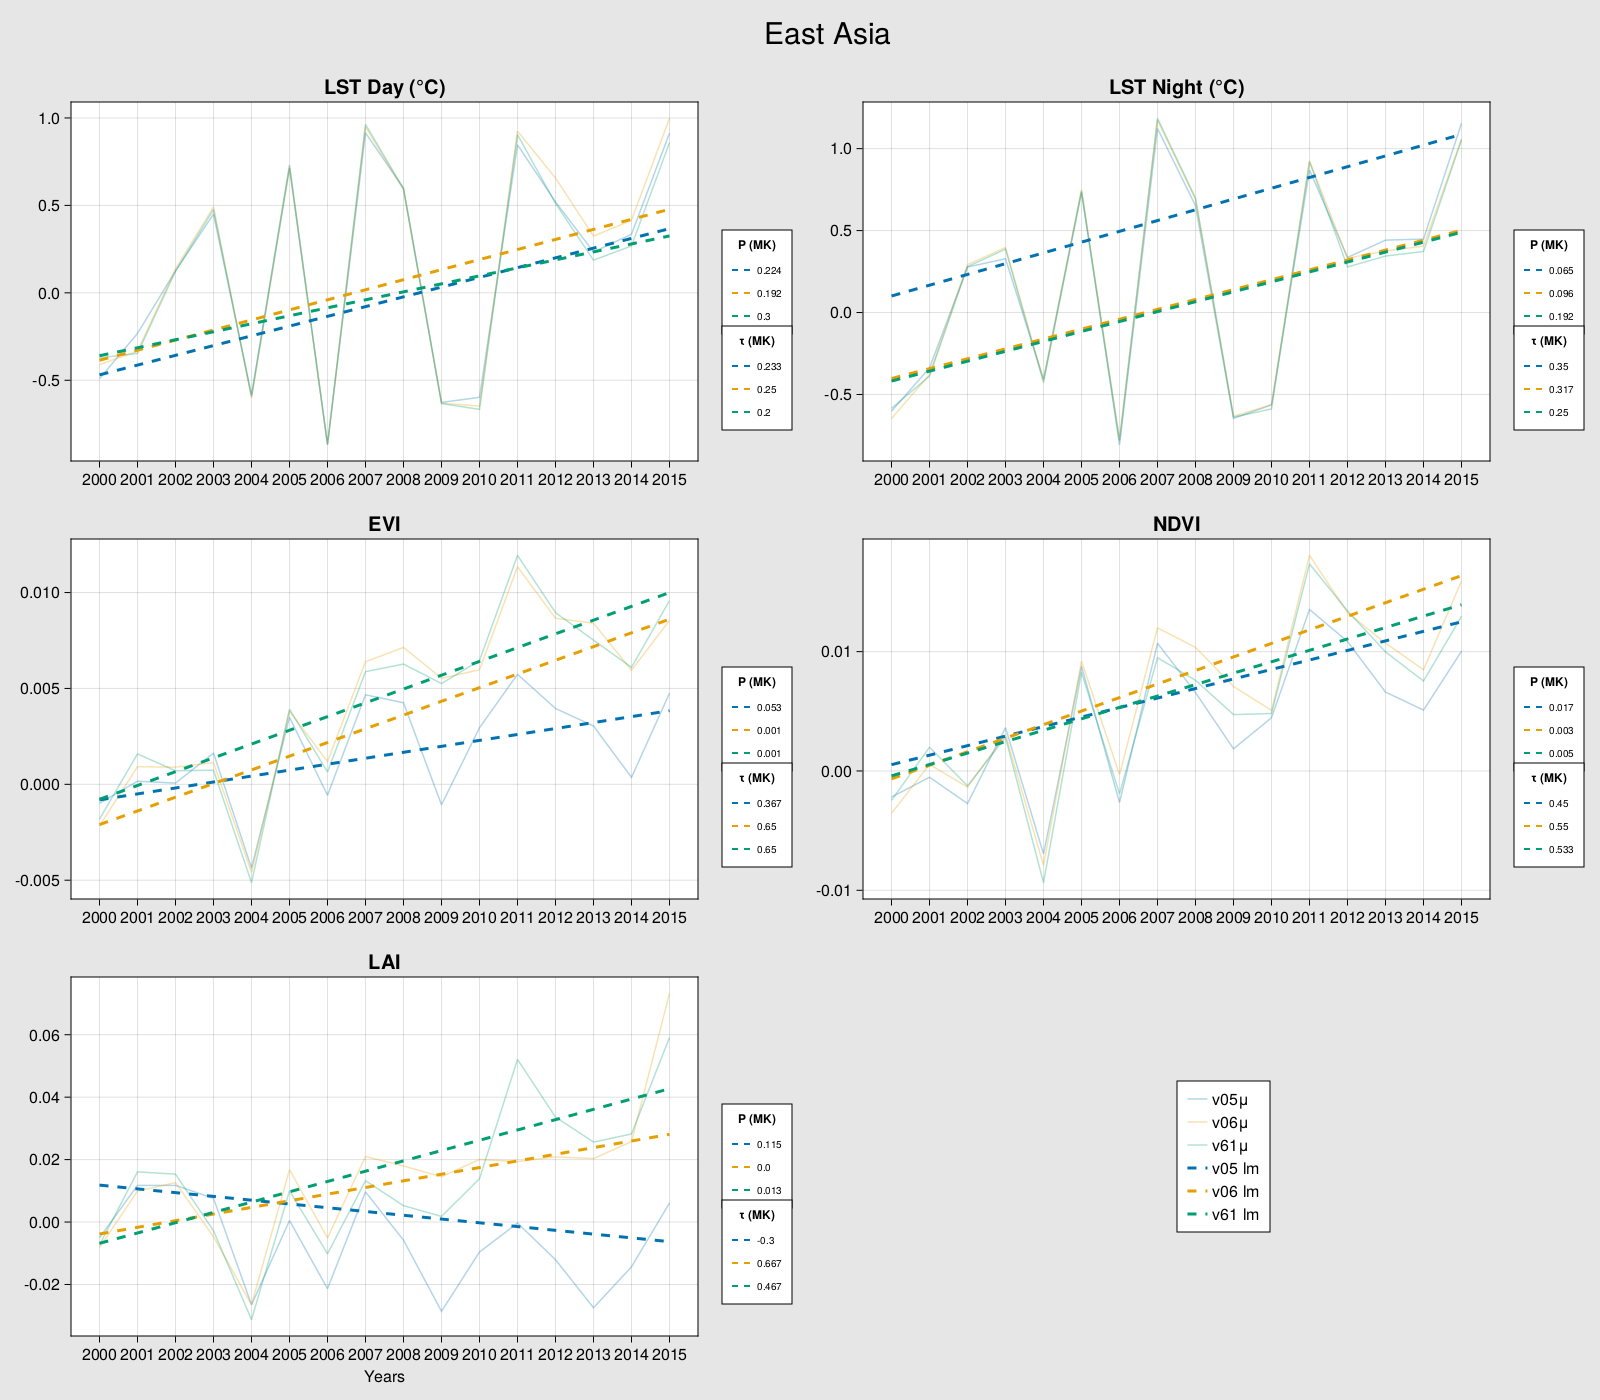 East Asia
LST Day (°C)
1.0
0.5
0.0
-0.5
2000 2001 2002 2003 2004 2005 2006 2007 2008 2009 2010 2011 2012 2013 2014 2015
P (MK)
0.224
0.192
0.3
τ (MK)
0.233
0.25
0.2
LST Night (°C)
1.0
0.5
0.0
-0.5
2000 2001 2002 2003 2004 2005 2006 2007 2008 2009 2010 2011 2012 2013 2014 2015
P (MK)
0.065
0.096
0.192
τ (MK)
0.35
0.317
0.25
EVI
0.010
0.005
0.000
-0.005
2000 2001 2002 2003 2004 2005 2006 2007 2008 2009 2010 2011 2012 2013 2014 2015
P (MK)
0.053
0.001
0.001
τ (MK)
0.367
0.65
0.65
NDVI
0.01
0.00
-0.01
2000 2001 2002 2003 2004 2005 2006 2007 2008 2009 2010 2011 2012 2013 2014 2015
P (MK)
0.017
0.003
0.005
τ (MK)
0.45
0.55
0.533
LAI
0.06
0.04
0.02
0.00
-0.02
2000 2001 2002 2003 2004 2005 2006 2007 2008 2009 2010 2011 2012 2013 2014 2015
Years
P (MK)
0.115
0.0
0.013
τ (MK)
-0.3
0.667
0.467
v05μ
v06μ
v61μ
v05 lm
v06 lm
v61 lm